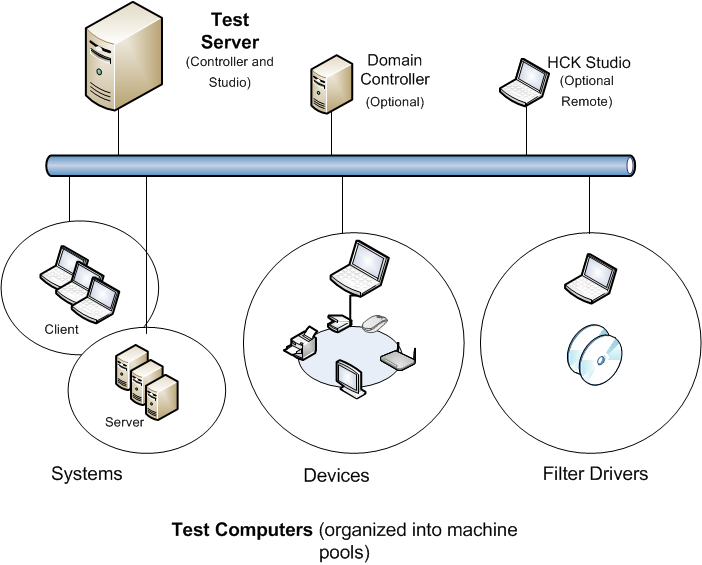 Test
Server
(Controller and
Studio)
Domain
Controller
(Optional)
HCK Studio
(Optional
Remote)
Client
Server
Systems
Devices
Filter Drivers
Test Computers (organized into machine
pools)